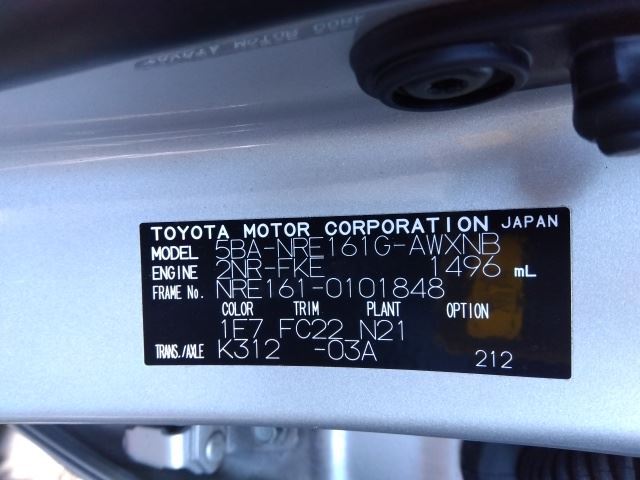 TOYOTA MOTOR CORPORATION JAPAN
MODEL 5BA-NRE161G-AWXNB
ENGINE 2NR-FKE 1496 mL
FRAME No. NRE161-0101848
COLOR TRIM PLANT OPTION
1E7 FC22 N21
TRANS./AXLE K312 -03A
212